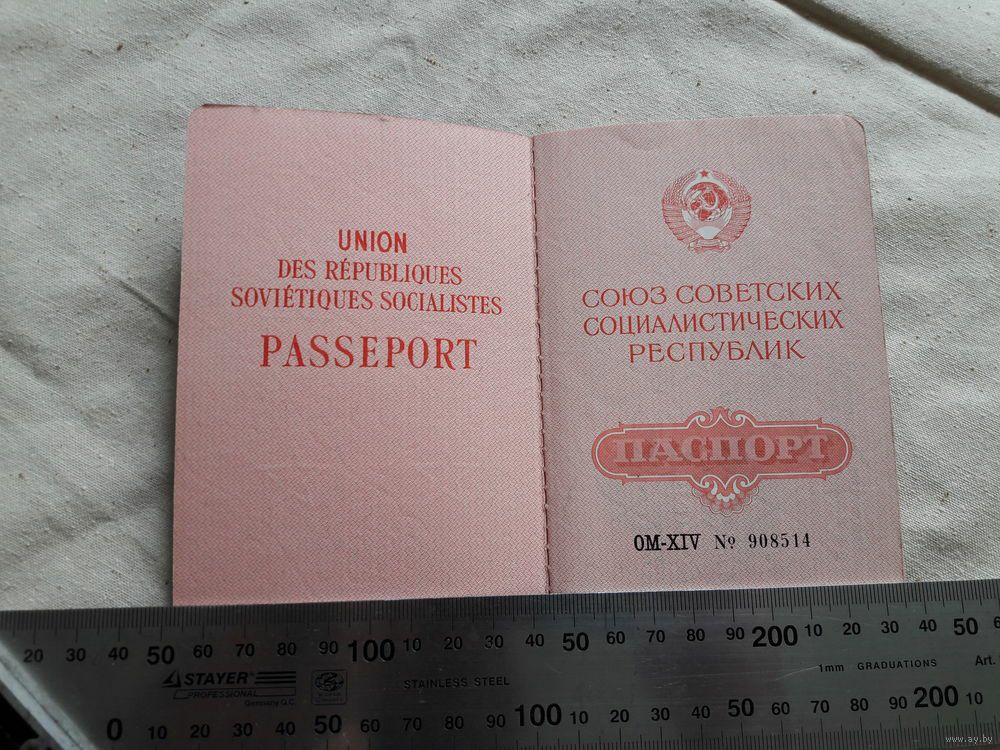 UNION
DES RÉPUBLIQUES
SOVIÉTIQUES SOCIALISTES
PASSEPORT
СОЮЗ СОВЕТСКИХ
СОЦИАЛИСТИЧЕСКИХ
РЕСПУБЛИК
ПАСПОРТ
ОМ-XIV № 908514
20 30 40 50 60 70 80 90 100 10 20 30 40 50 60 70 80 90 200 10 20 30 40 50 6
STAYER
PROFESSIONAL
Germany Q.C.
STAINLESS STEEL
1mm GRADUATIONS
Art.
0 10 20 30 40 50 60 70 80 90 100 10 20 30 40 50 60 70 80 90 200 10
www.ay.by